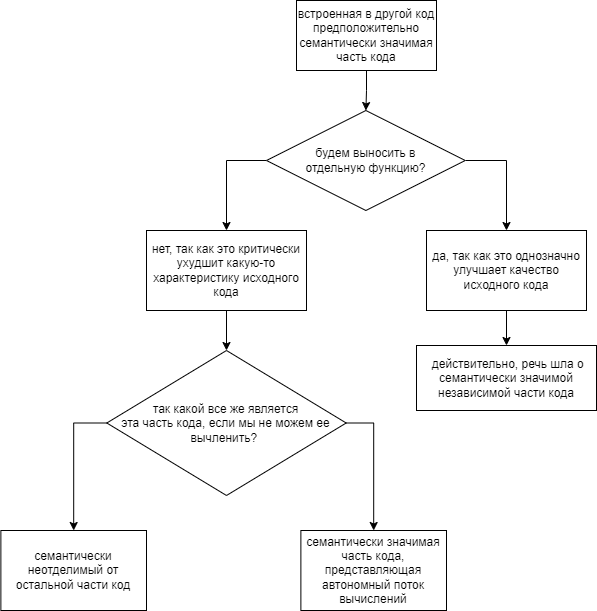 встроенная в другой код
предположительно
семантически значимая
часть кода
будем выносить в
отдельную функцию?
нет, так как это критически
ухудшит какую-то
характеристику исходного
кода
да, так как это однозначно
улучшает качество
исходного кода
действительно, речь шла о
семантически значимой
независимой части кода
так какой все же является
эта часть кода, если мы не можем ее
вычленить?
семантически
неотделимый от
остальной части код
семантически значимая
часть кода,
представляющая
автономный поток
вычислений